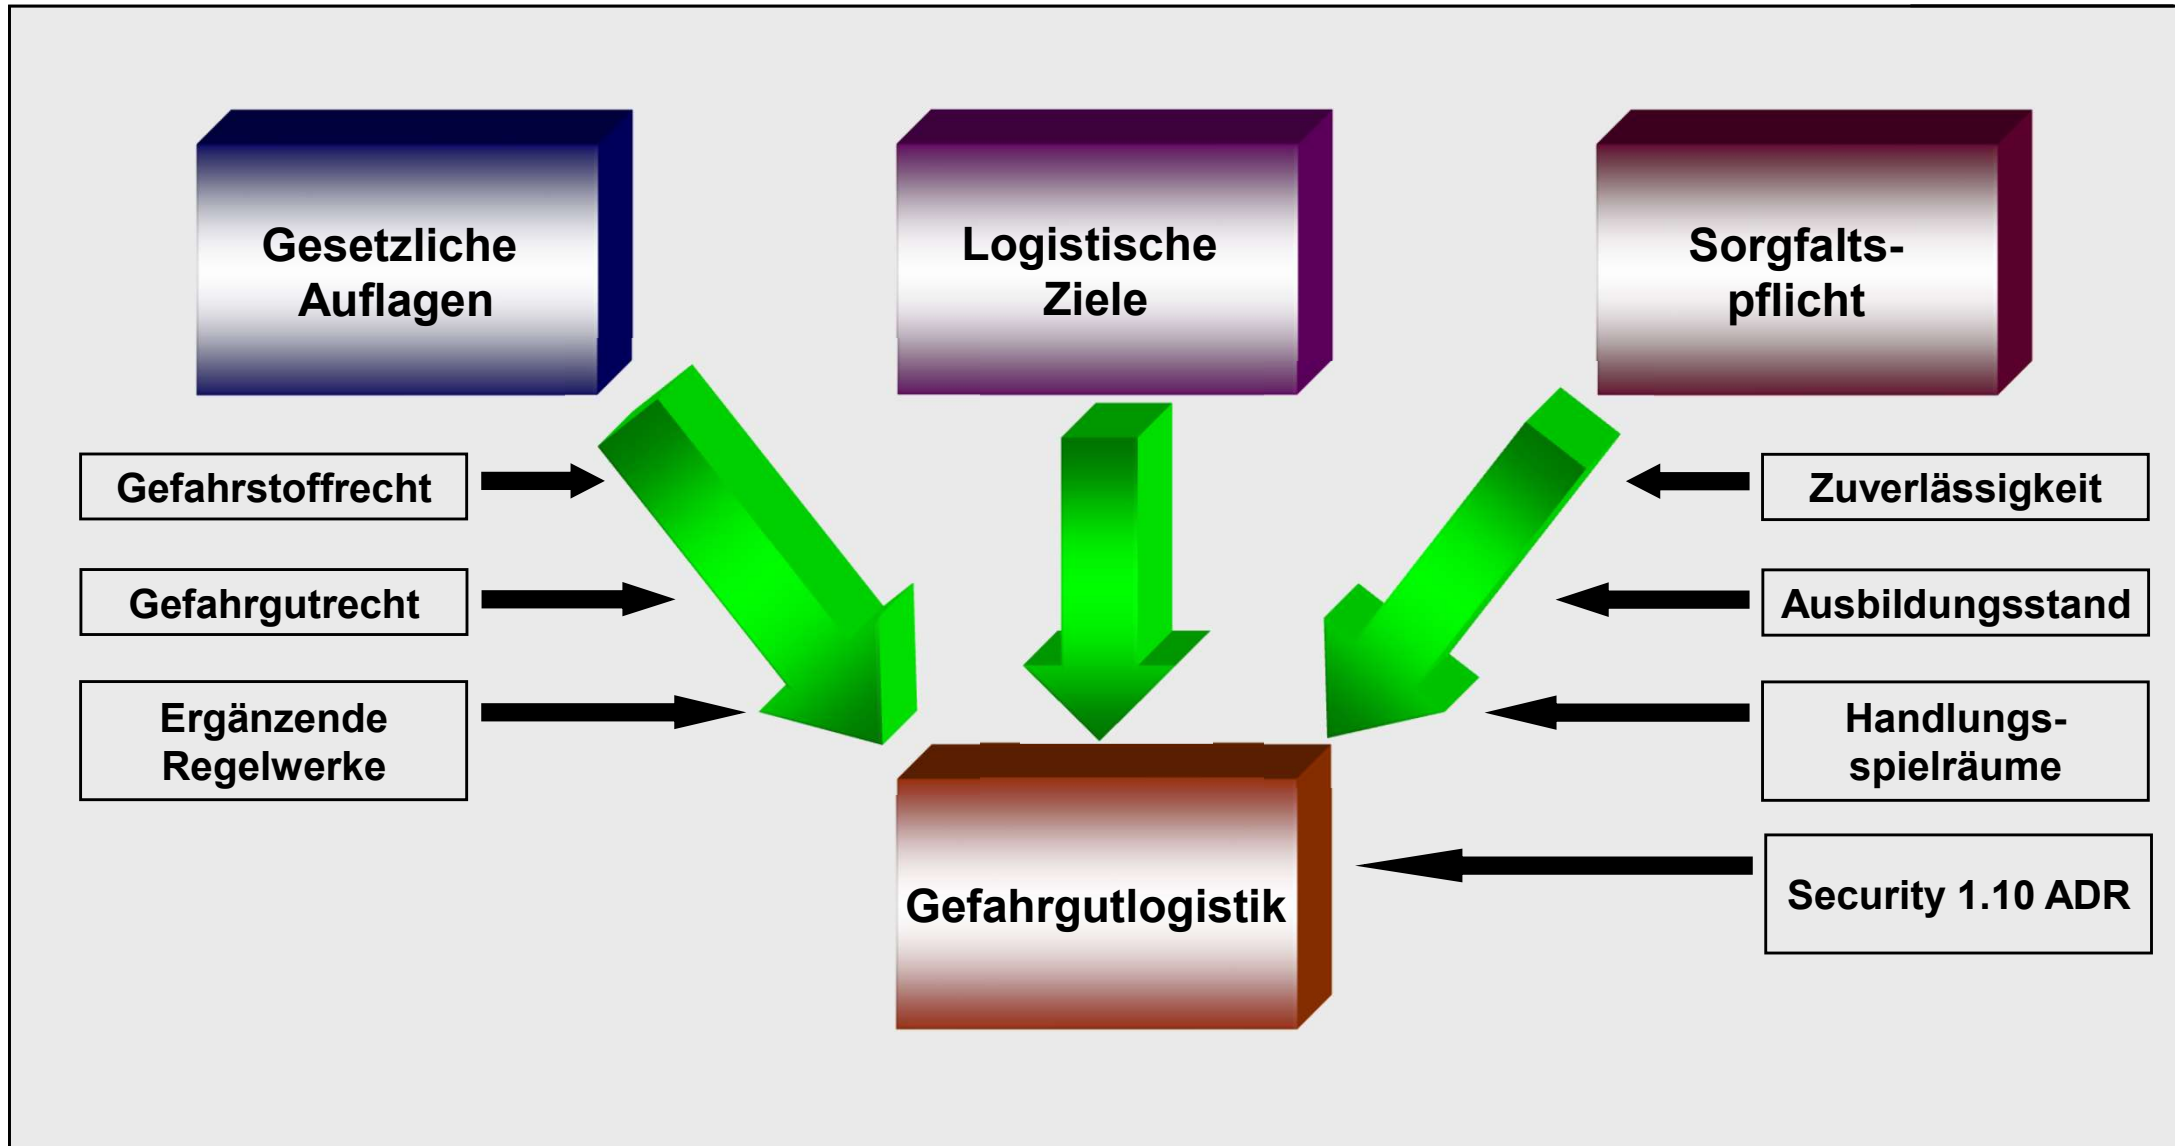 Gesetzliche
Auflagen
Logistische
Ziele
Sorgfalts-
pflicht
Gefahrstoffrecht
Gefahrgutrecht
Ergänzende
Regelwerke
Zuverlässigkeit
Ausbildungsstand
Handlungs-
spielräume
Gefahrgutlogistik
Security 1.10 ADR